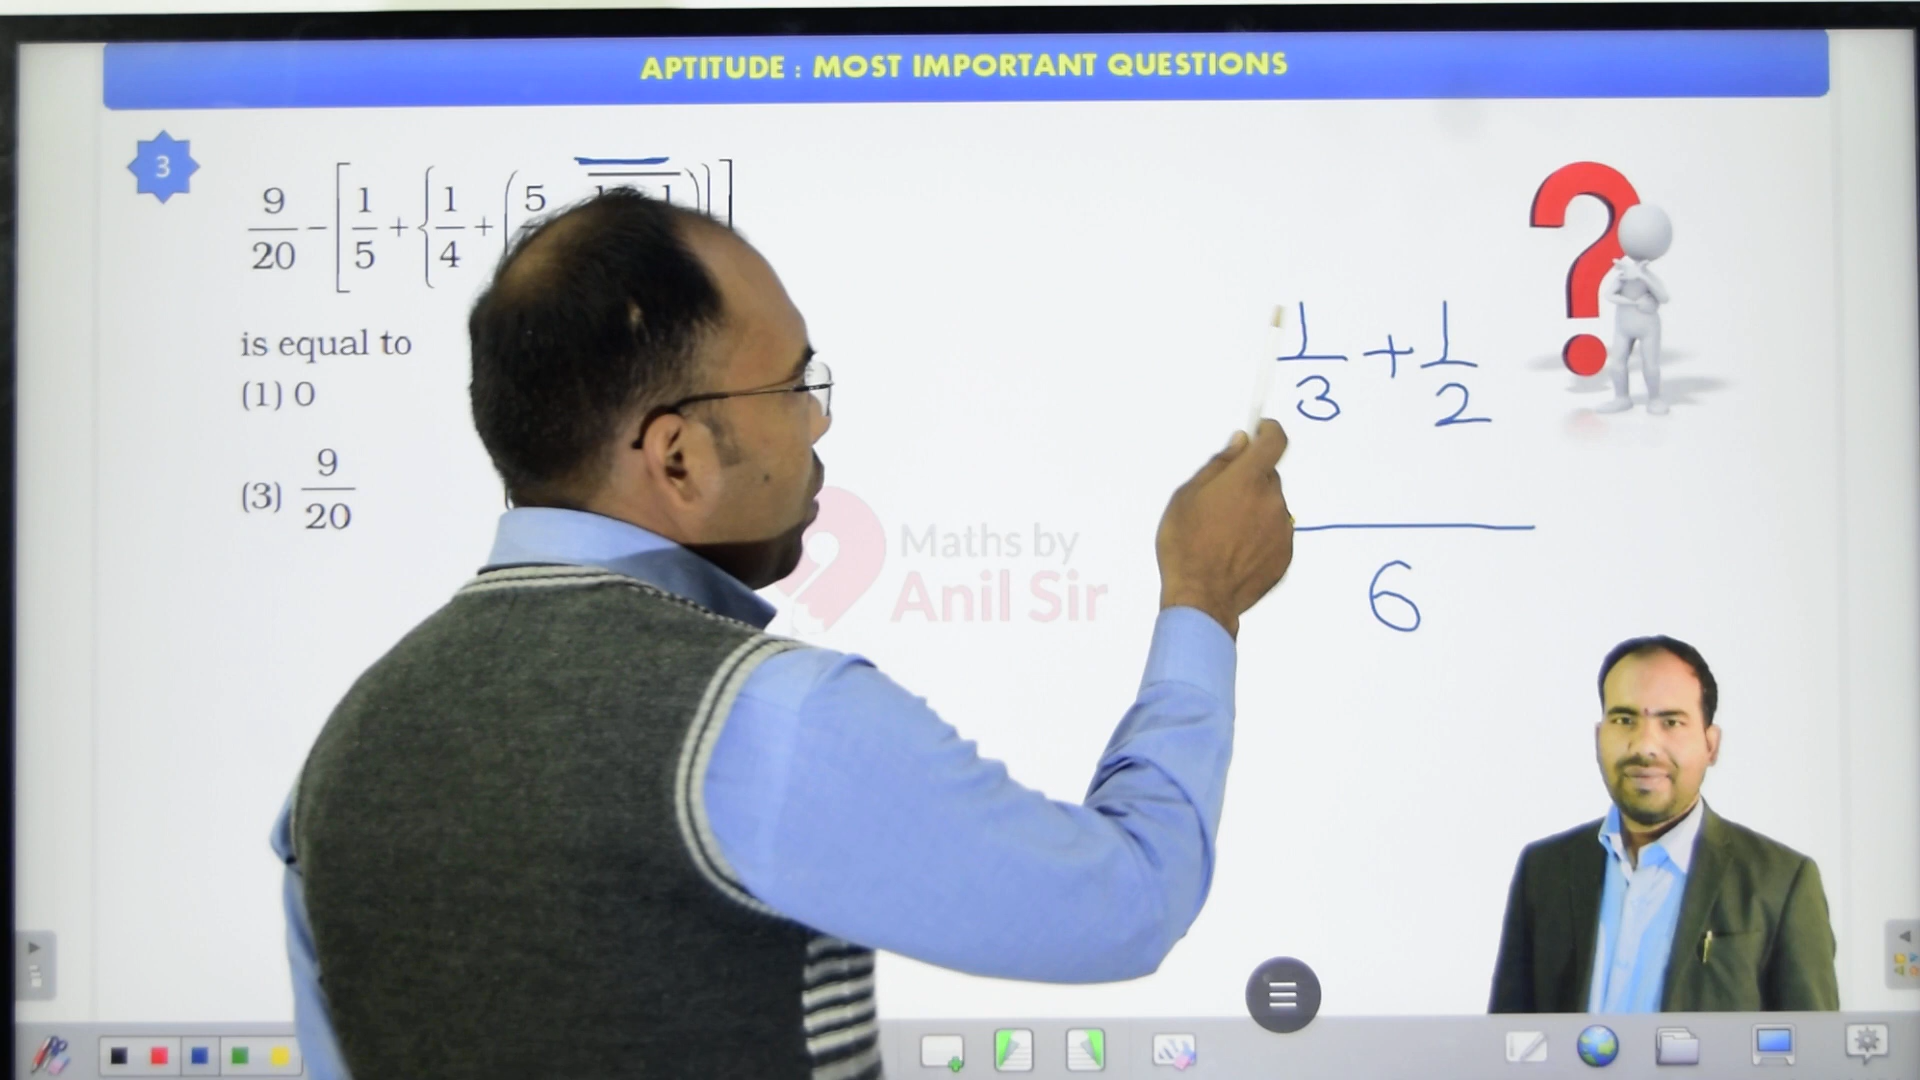 APTITUDE : MOST IMPORTANT QUESTIONS
3
9/20 - [1/5 + {1/4 + (5
is equal to
(1) 0
(3) 9/20
1/3 + 1/2
6
Maths by
Anil Sir